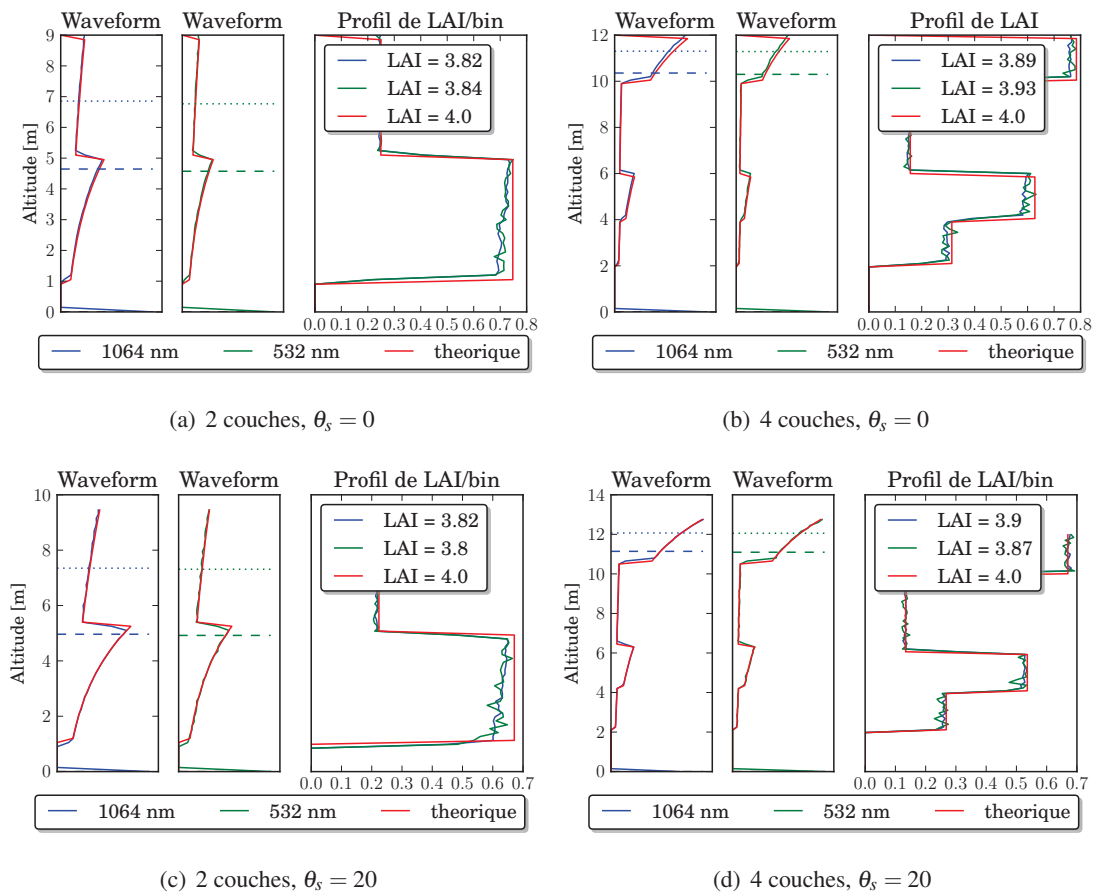 Waveform Waveform Profil de LAI/bin
9
8
7
6
5
4
3
2
1
0
Altitude [m]
LAI = 3.82
LAI = 3.84
LAI = 4.0
0.0 0.1 0.2 0.3 0.4 0.5 0.6 0.7 0.8
1064 nm 532 nm theorique
(a) 2 couches, θs = 0
Waveform Waveform Profil de LAI
12
10
8
6
4
2
0
Altitude [m]
LAI = 3.89
LAI = 3.93
LAI = 4.0
0.0 0.1 0.2 0.3 0.4 0.5 0.6 0.7 0.8
1064 nm 532 nm theorique
(b) 4 couches, θs = 0
Waveform Waveform Profil de LAI/bin
10
8
6
4
2
0
Altitude [m]
LAI = 3.82
LAI = 3.8
LAI = 4.0
0.0 0.1 0.2 0.3 0.4 0.5 0.6 0.7
1064 nm 532 nm theorique
(c) 2 couches, θs = 20
Waveform Waveform Profil de LAI/bin
14
12
10
8
6
4
2
0
Altitude [m]
LAI = 3.9
LAI = 3.87
LAI = 4.0
0.0 0.1 0.2 0.3 0.4 0.5 0.6 0.7
1064 nm 532 nm theorique
(d) 4 couches, θs = 20